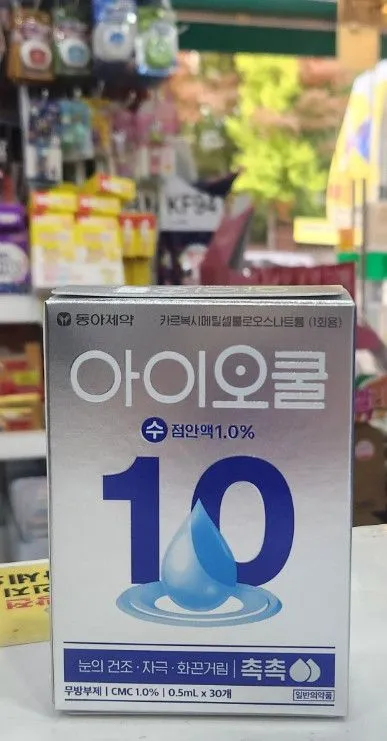 KF94
동아제약 카르복시메틸셀룰로오스나트륨 (1회용)
아이오쿨
수 점안액1.0%
10
눈의 건조 · 자극 · 화끈거림 | 촉촉
무방부제 | CMC 1.0% | 0.5mL x 30개 일반의약품